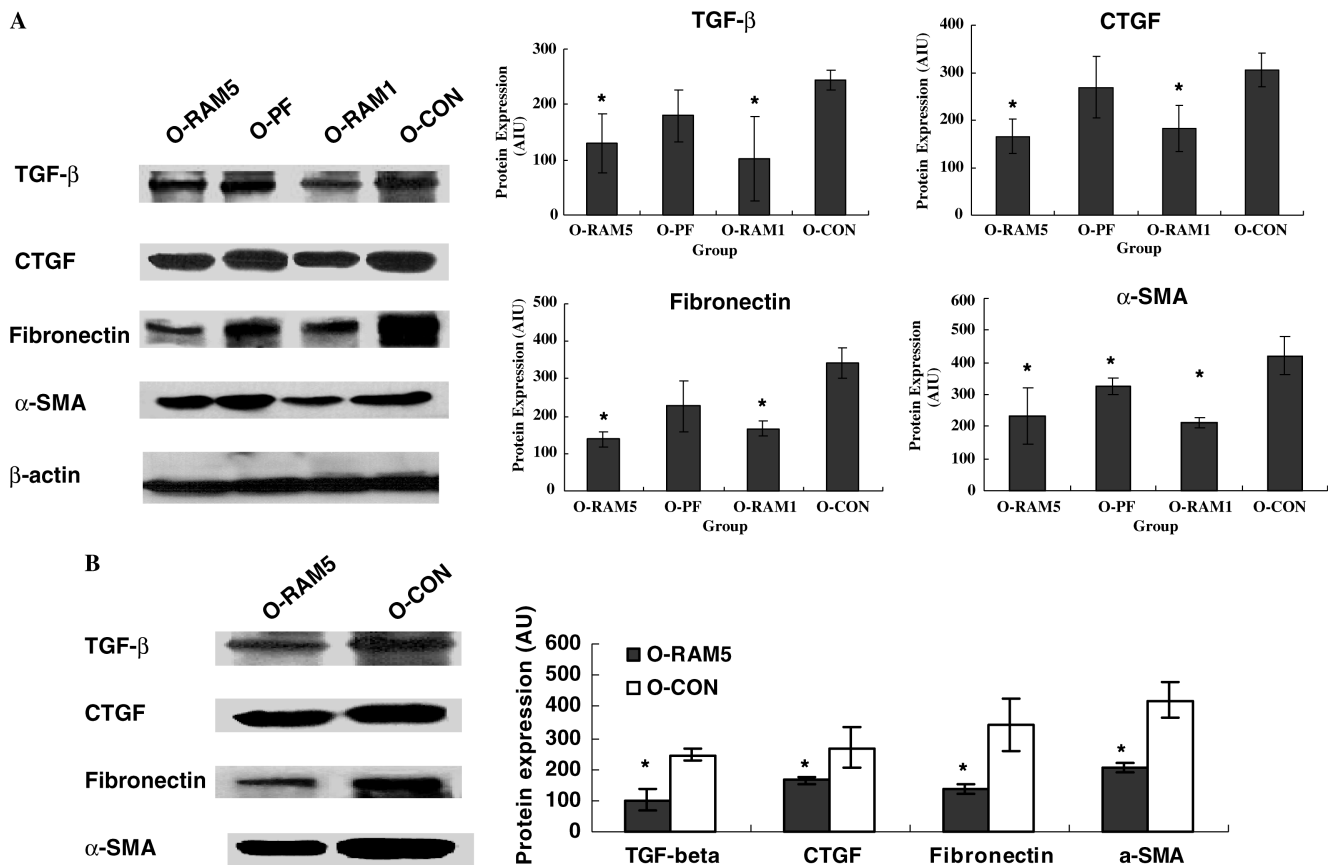 A
O-RAM5 O-PF O-RAM1 O-CON
TGF-β
CTGF
Fibronectin
α-SMA
β-actin
TGF-β
Protein Expression
(AIU)
300
200
100
0
* *
O-RAM5 O-PF O-RAM1 O-CON
Group
CTGF
Protein Expression (AIU)
400
300
200
100
0
* *
O-RAM5 O-PF O-RAM1 O-CON
Group
Fibronectin
Protein Expression (AIU)
500
400
300
200
100
0
* *
O-RAM5 O-PF O-RAM1 O-CON
Group
α-SMA
Protein Expression
(AIU)
600
500
400
300
200
100
0
* * *
O-RAM5 O-PF O-RAM1 O-CON
Group
B
O-RAM5 O-CON
TGF-β
CTGF
Fibronectin
α-SMA
Protein expression (AU)
600
500
400
300
200
100
0
O-RAM5
O-CON
* * * *
TGF-beta CTGF Fibronectin a-SMA